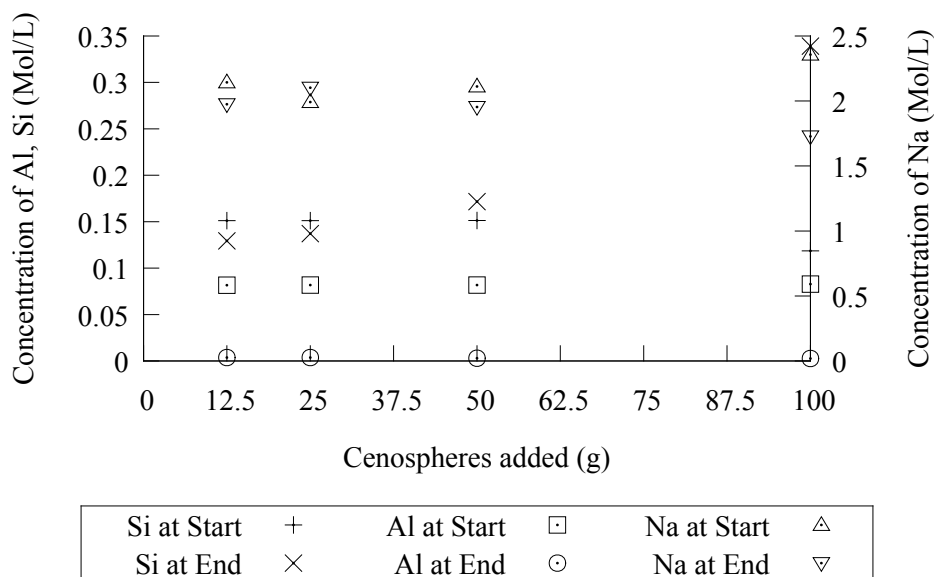 Concentration of Al, Si (Mol/L)
0.35
0.3
0.25
0.2
0.15
0.1
0.05
0
2.5
2
1.5
1
0.5
0
Concentration of Na (Mol/L)
0 12.5 25 37.5 50 62.5 75 87.5 100
Cenospheres added (g)
Si at Start Al at Start Na at Start
Si at End Al at End Na at End